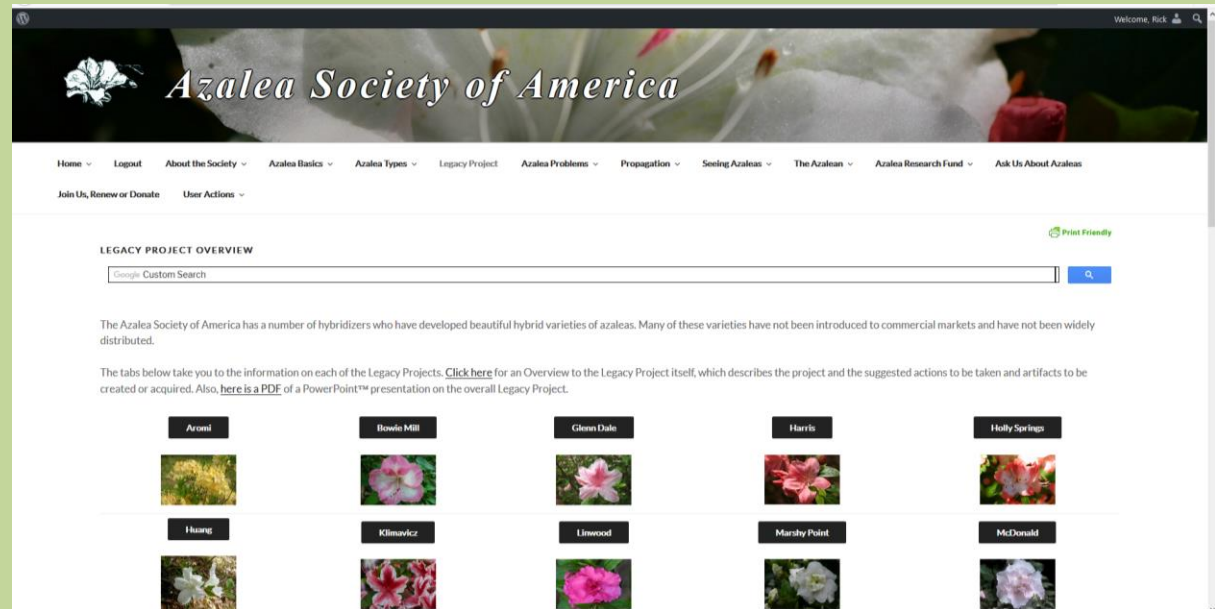 Welcome, Rick
Azalea Society of America
Home Logout About the Society Azalea Basics Azalea Types Legacy Project Azalea Problems Propagation Seeing Azaleas The Azalean Azalea Research Fund Ask Us About Azaleas
Join Us, Renew or Donate User Actions
Print Friendly
LEGACY PROJECT OVERVIEW
Google Custom Search
The Azalea Society of America has a number of hybridizers who have developed beautiful hybrid varieties of azaleas. Many of these varieties have not been introduced to commercial markets and have not been widely
distributed.
The tabs below take you to the information on each of the Legacy Projects. Click here for an Overview to the Legacy Project itself, which describes the project and the suggested actions to be taken and artifacts to be
created or acquired. Also, here is a PDF of a PowerPoint™ presentation on the overall Legacy Project.
Aromi Bowie Mill Glenn Dale Harris Holly Springs
Huang Klimavicz Linwood Marshy Point McDonald